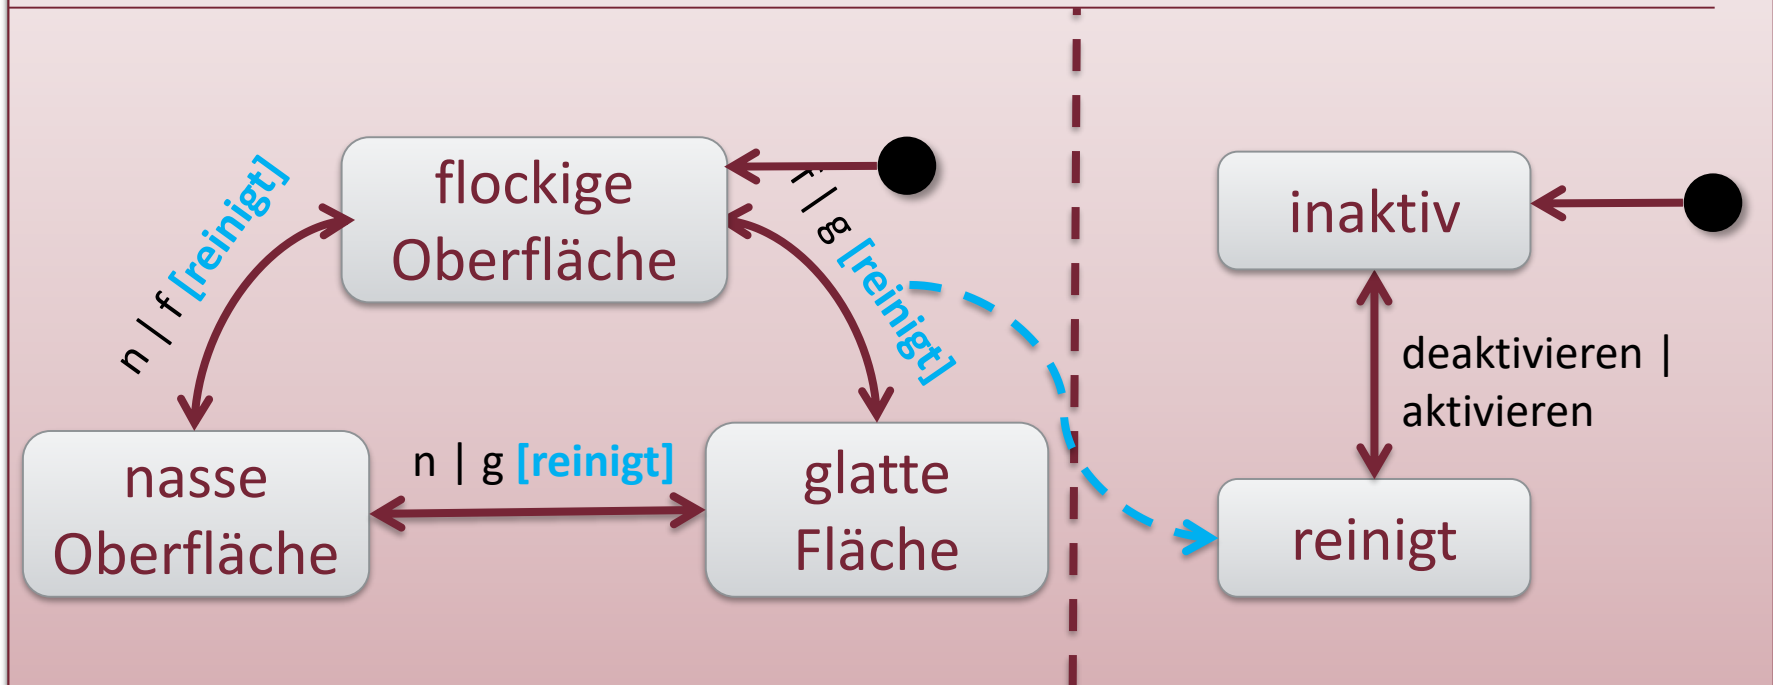 flockige
Oberfläche
n | f [reinigt]
f | g [reinigt]
nasse
Oberfläche
n | g [reinigt]
glatte
Fläche
inaktiv
deaktivieren |
aktivieren
reinigt